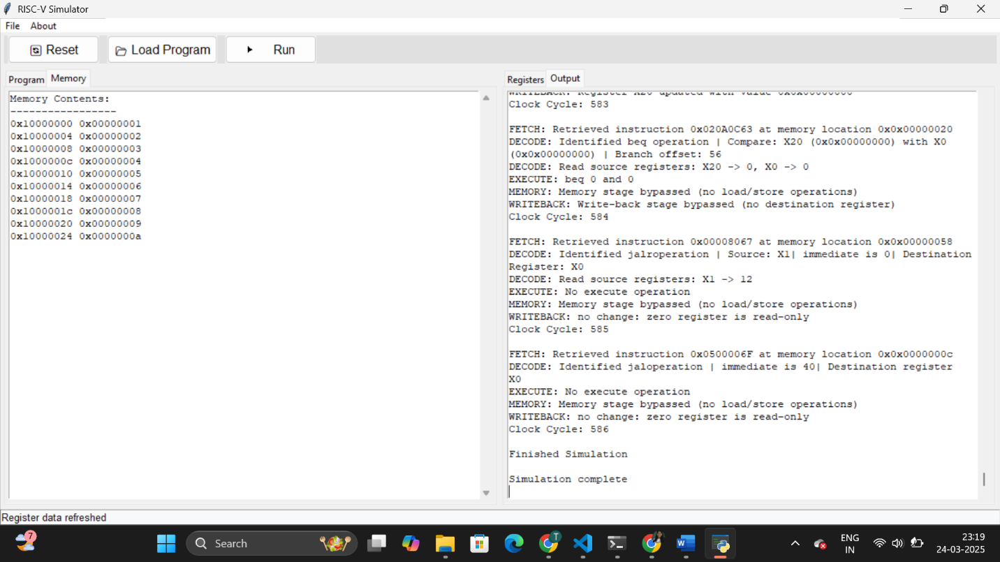 RISC-V Simulator
File About
Reset Load Program Run
Program Memory
Memory Contents:
-----------------
0x10000000 0x00000001
0x10000004 0x00000002
0x10000008 0x00000003
0x1000000c 0x00000004
0x10000010 0x00000005
0x10000014 0x00000006
0x10000018 0x00000007
0x1000001c 0x00000008
0x10000020 0x00000009
0x10000024 0x0000000a
Registers Output
WRITEBACK: Register X20 updated with value 0x0x00000000
Clock Cycle: 583
FETCH: Retrieved instruction 0x020A0C63 at memory location 0x0x00000020
DECODE: Identified beq operation | Compare: X20 (0x0x00000000) with X0
(0x0x00000000) | Branch offset: 56
DECODE: Read source registers: X20 -> 0, X0 -> 0
EXECUTE: beq 0 and 0
MEMORY: Memory stage bypassed (no load/store operations)
WRITEBACK: Write-back stage bypassed (no destination register)
Clock Cycle: 584
FETCH: Retrieved instruction 0x00008067 at memory location 0x0x00000058
DECODE: Identified jalroperation | Source: X1| immediate is 0| Destination
Register: X0
DECODE: Read source registers: X1 -> 12
EXECUTE: No execute operation
MEMORY: Memory stage bypassed (no load/store operations)
WRITEBACK: no change: zero register is read-only
Clock Cycle: 585
FETCH: Retrieved instruction 0x0500006F at memory location 0x0x0000000c
DECODE: Identified jaloperation | immediate is 40| Destination register
X0
EXECUTE: No execute operation
MEMORY: Memory stage bypassed (no load/store operations)
WRITEBACK: no change: zero register is read-only
Clock Cycle: 586
Finished Simulation
Simulation complete
Register data refreshed
7
Search
T
W
ENG
IN
23:19
24-03-2025